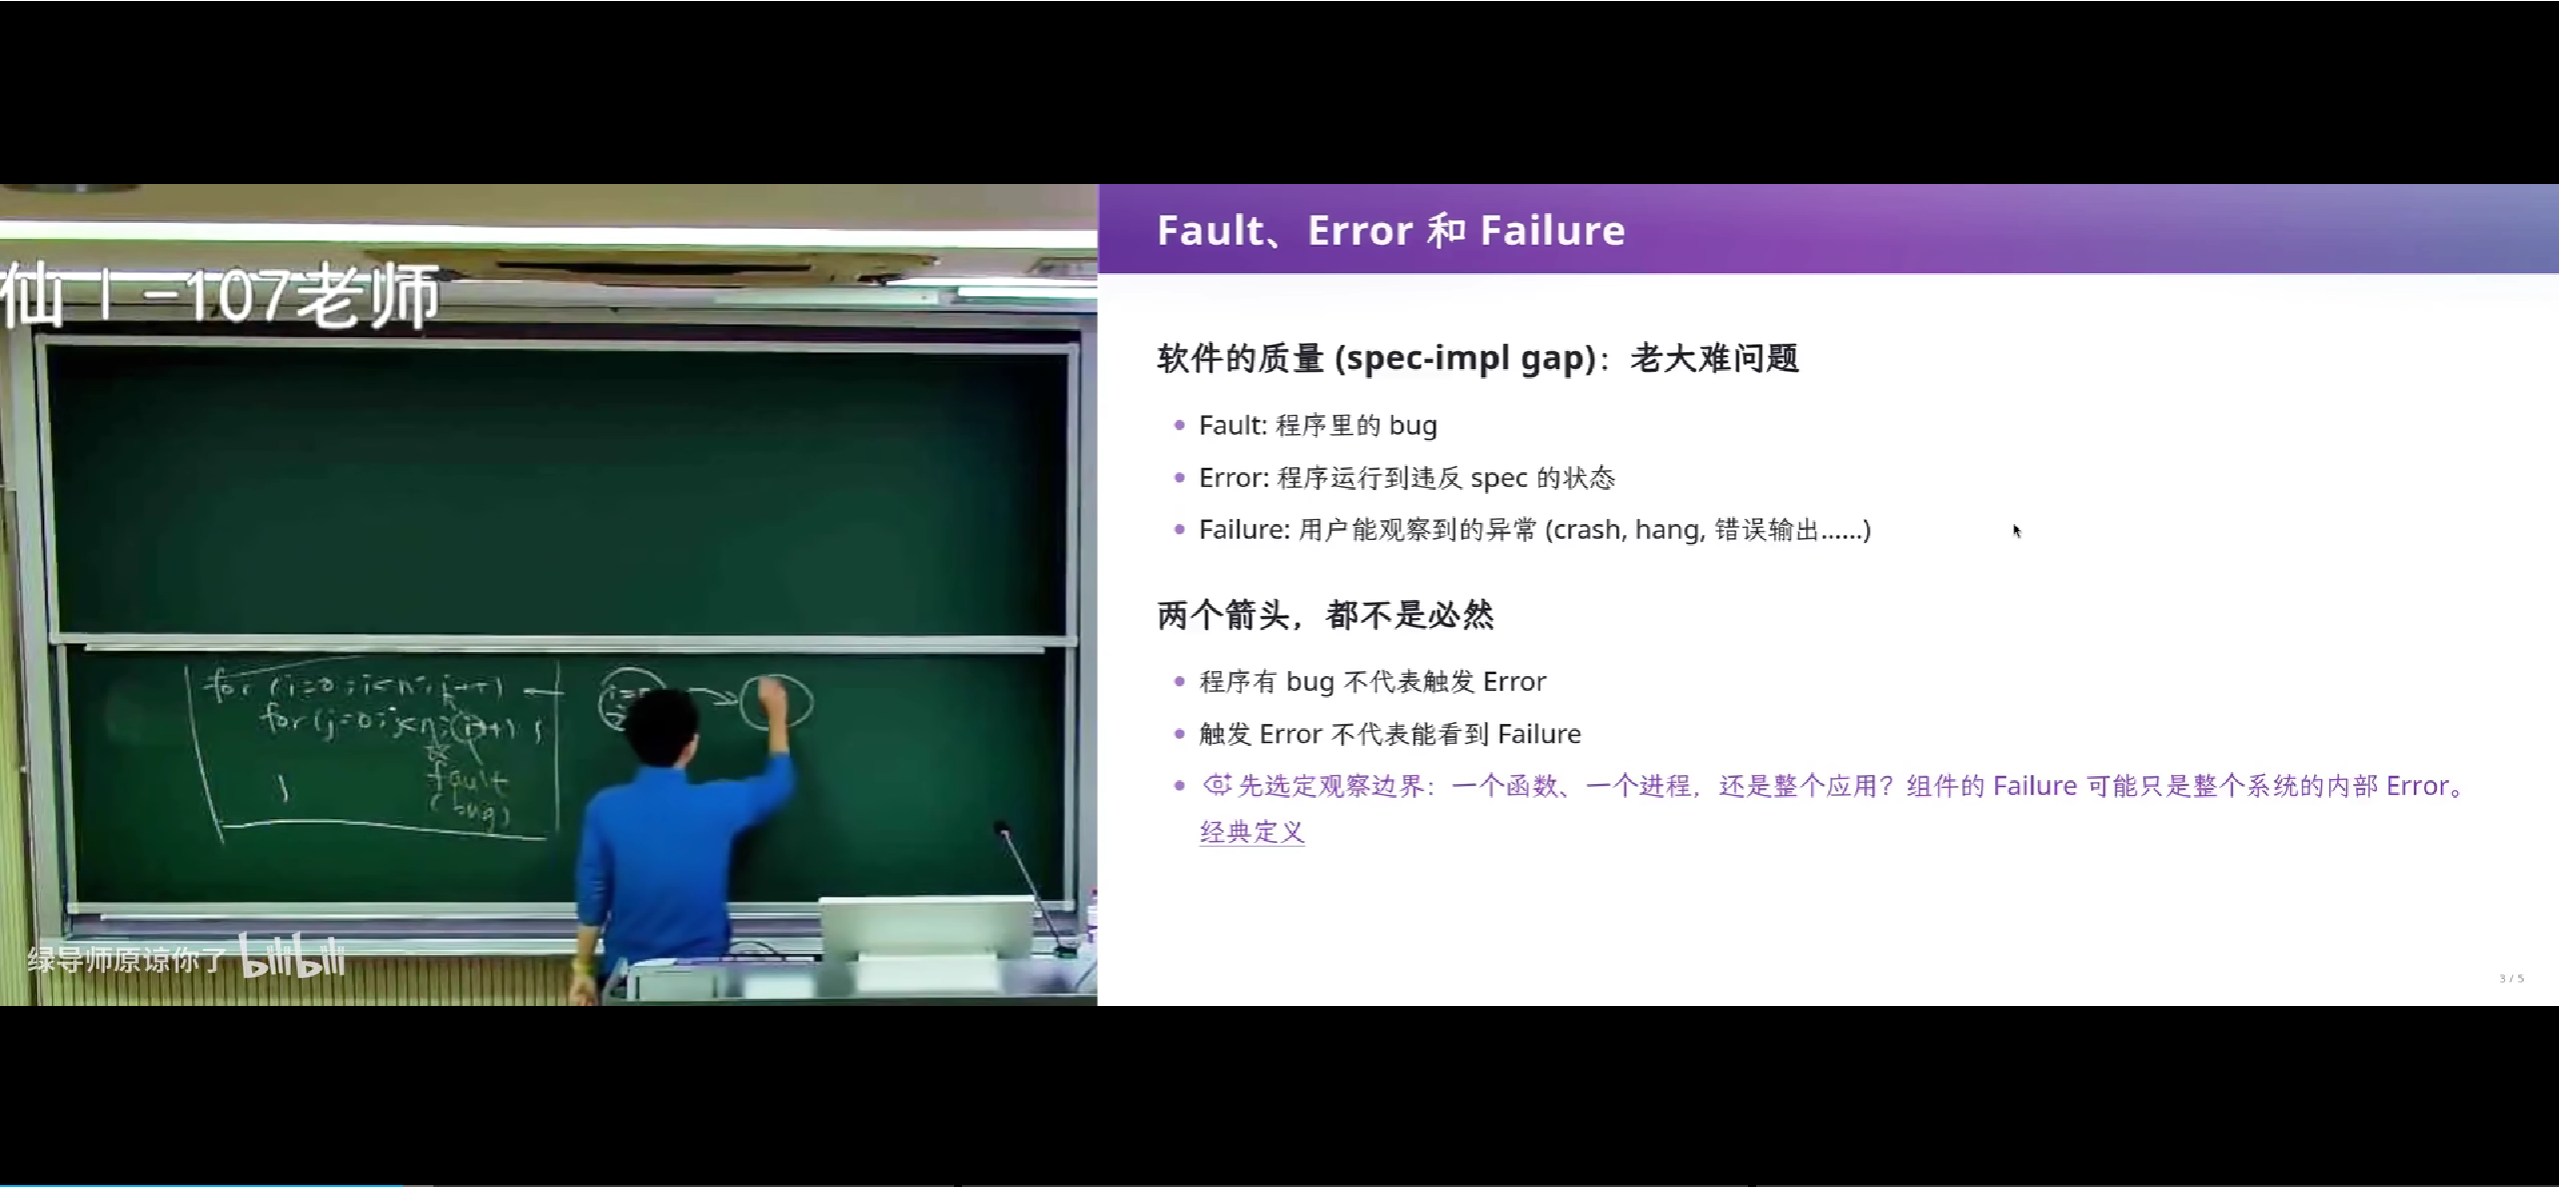 仙 | -107老师
for (i=0; i<n; i++)
for (j=0; j<n; i++) {
}
fault
(bug)
绿导师原谅你了 bilibili
Fault、Error 和 Failure
软件的质量 (spec-impl gap)：老大难问题
Fault: 程序里的 bug
Error: 程序运行到违反 spec 的状态
Failure: 用户能观察到的异常 (crash, hang, 错误输出……)
两个箭头，都不是必然
程序有 bug 不代表触发 Error
触发 Error 不代表能看到 Failure
先选定观察边界：一个函数、一个进程，还是整个应用？组件的 Failure 可能只是整个系统的内部 Error。
经典定义
3 / 5